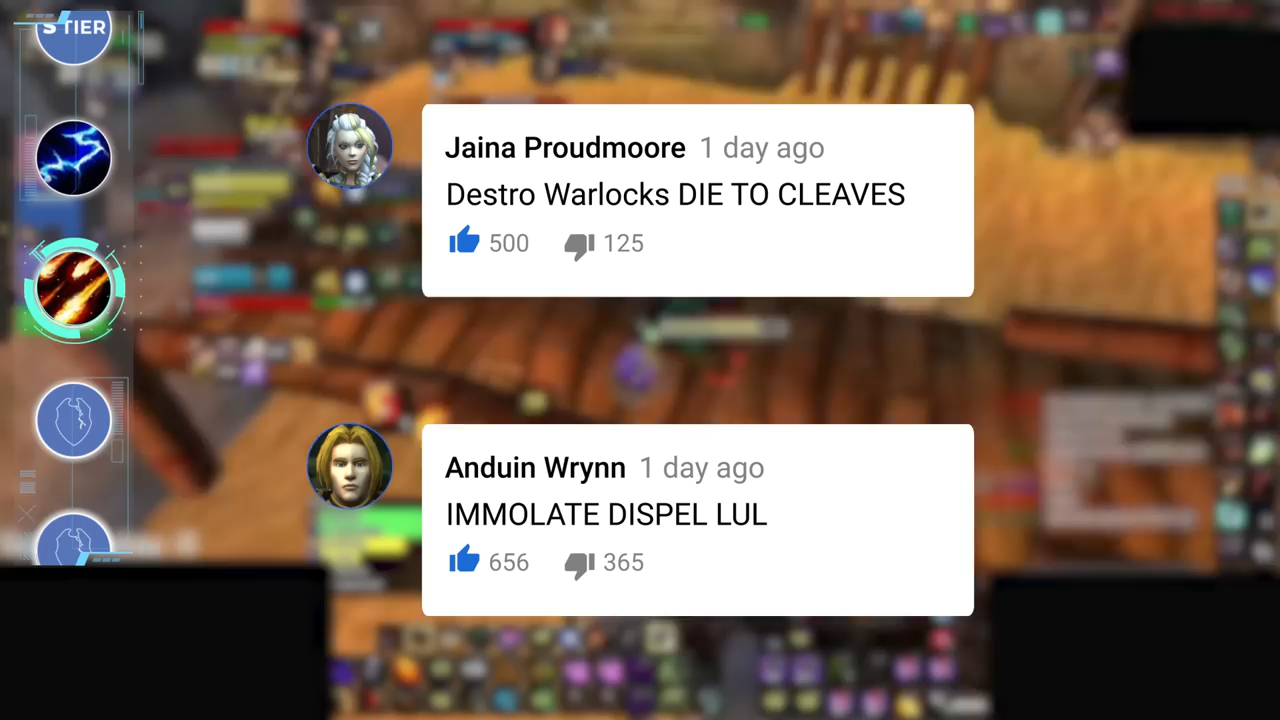 S TIER
Jaina Proudmoore 1 day ago
Destro Warlocks DIE TO CLEAVES
500 125
Anduin Wrynn 1 day ago
IMMOLATE DISPEL LUL
656 365